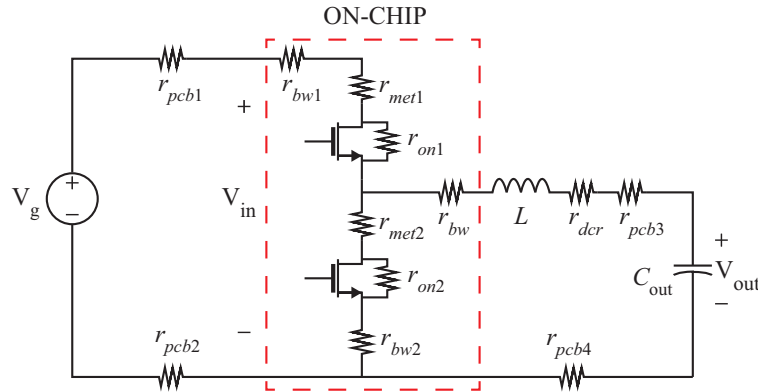 ON-CHIP
r_pcb1
r_bw1
r_met1
+
r_on1
V_g
+
−
V_in
r_bw
L
r_dcr
r_pcb3
r_met2
r_on2
C_out
+
V_out
−
−
r_pcb2
r_bw2
r_pcb4